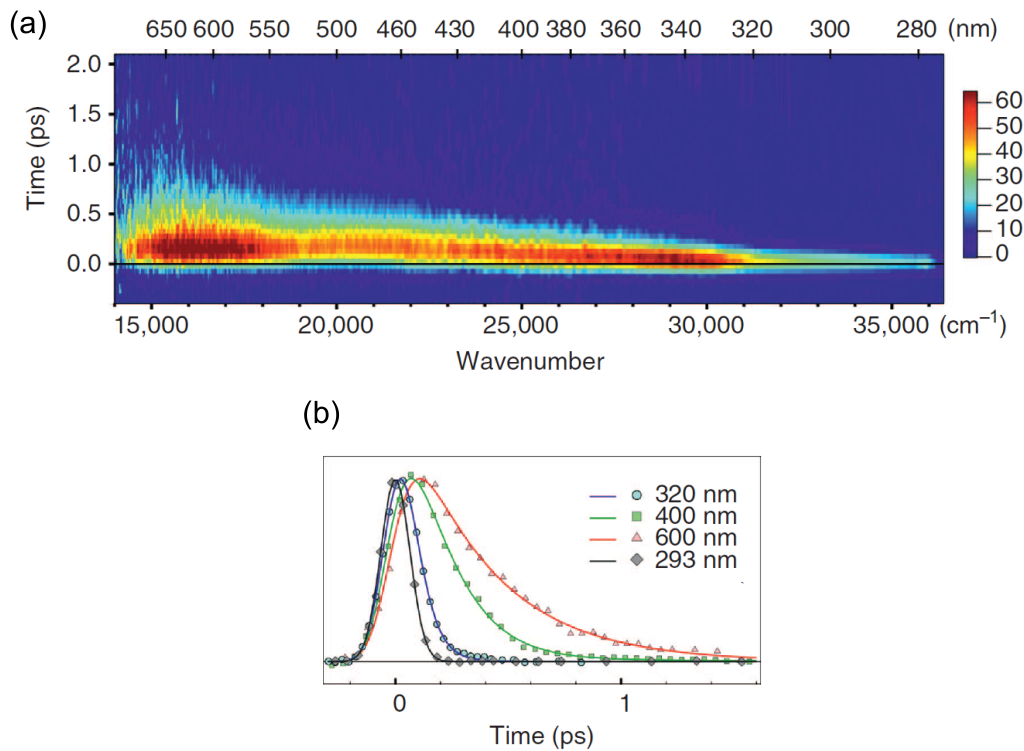 (a)
650 600 550 500 460 430 400 380 360 340 320 300 280 (nm)
2.0
1.5
1.0
0.5
0.0
Time (ps)
60
50
40
30
20
10
0
15,000 20,000 25,000 30,000 35,000 (cm⁻¹)
Wavenumber
(b)
320 nm
400 nm
600 nm
293 nm
0 1
Time (ps)